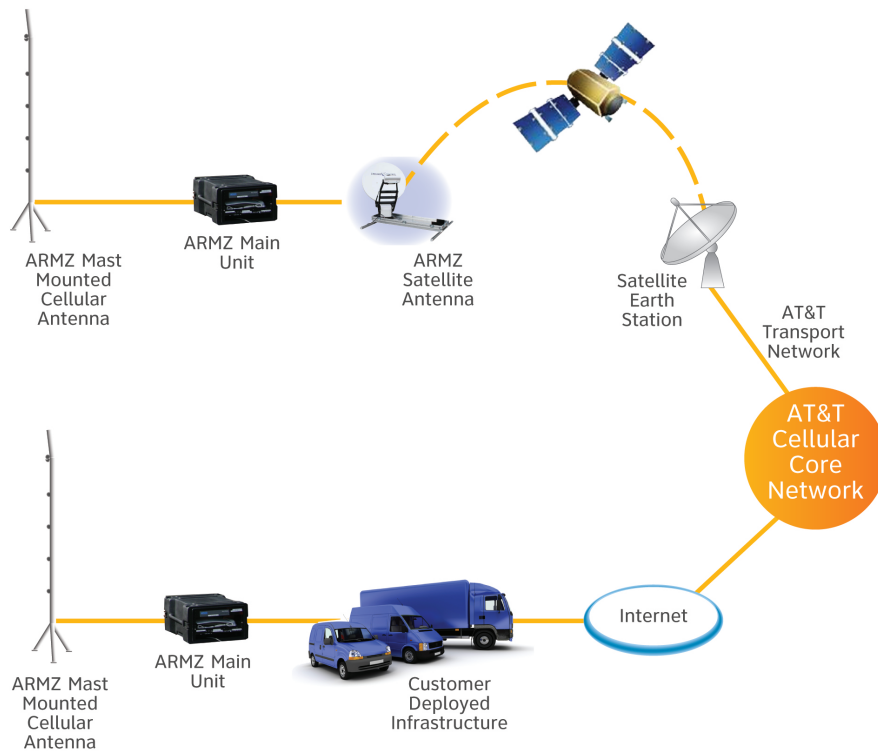 ARMZ Mast
Mounted
Cellular
Antenna
ARMZ Main
Unit
ARMZ
Satellite
Antenna
Satellite
Earth
Station
AT&T
Transport
Network
AT&T
Cellular
Core
Network
Internet
ARMZ Mast
Mounted
Cellular
Antenna
ARMZ Main
Unit
Customer
Deployed
Infrastructure